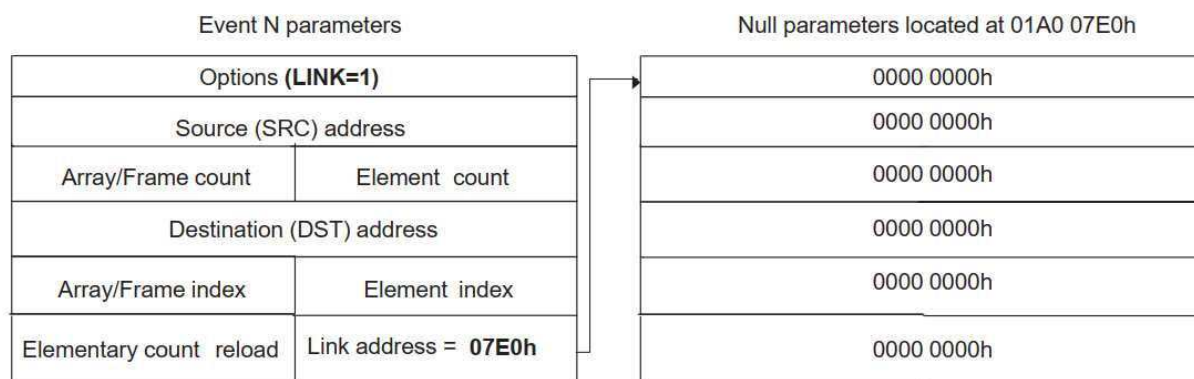 Event N parameters
Null parameters located at 01A0 07E0h
Options (LINK=1)
0000 0000h
Source (SRC) address
0000 0000h
Array/Frame count
Element count
0000 0000h
Destination (DST) address
0000 0000h
Array/Frame index
Element index
0000 0000h
Elementary count reload
Link address = 07E0h
0000 0000h